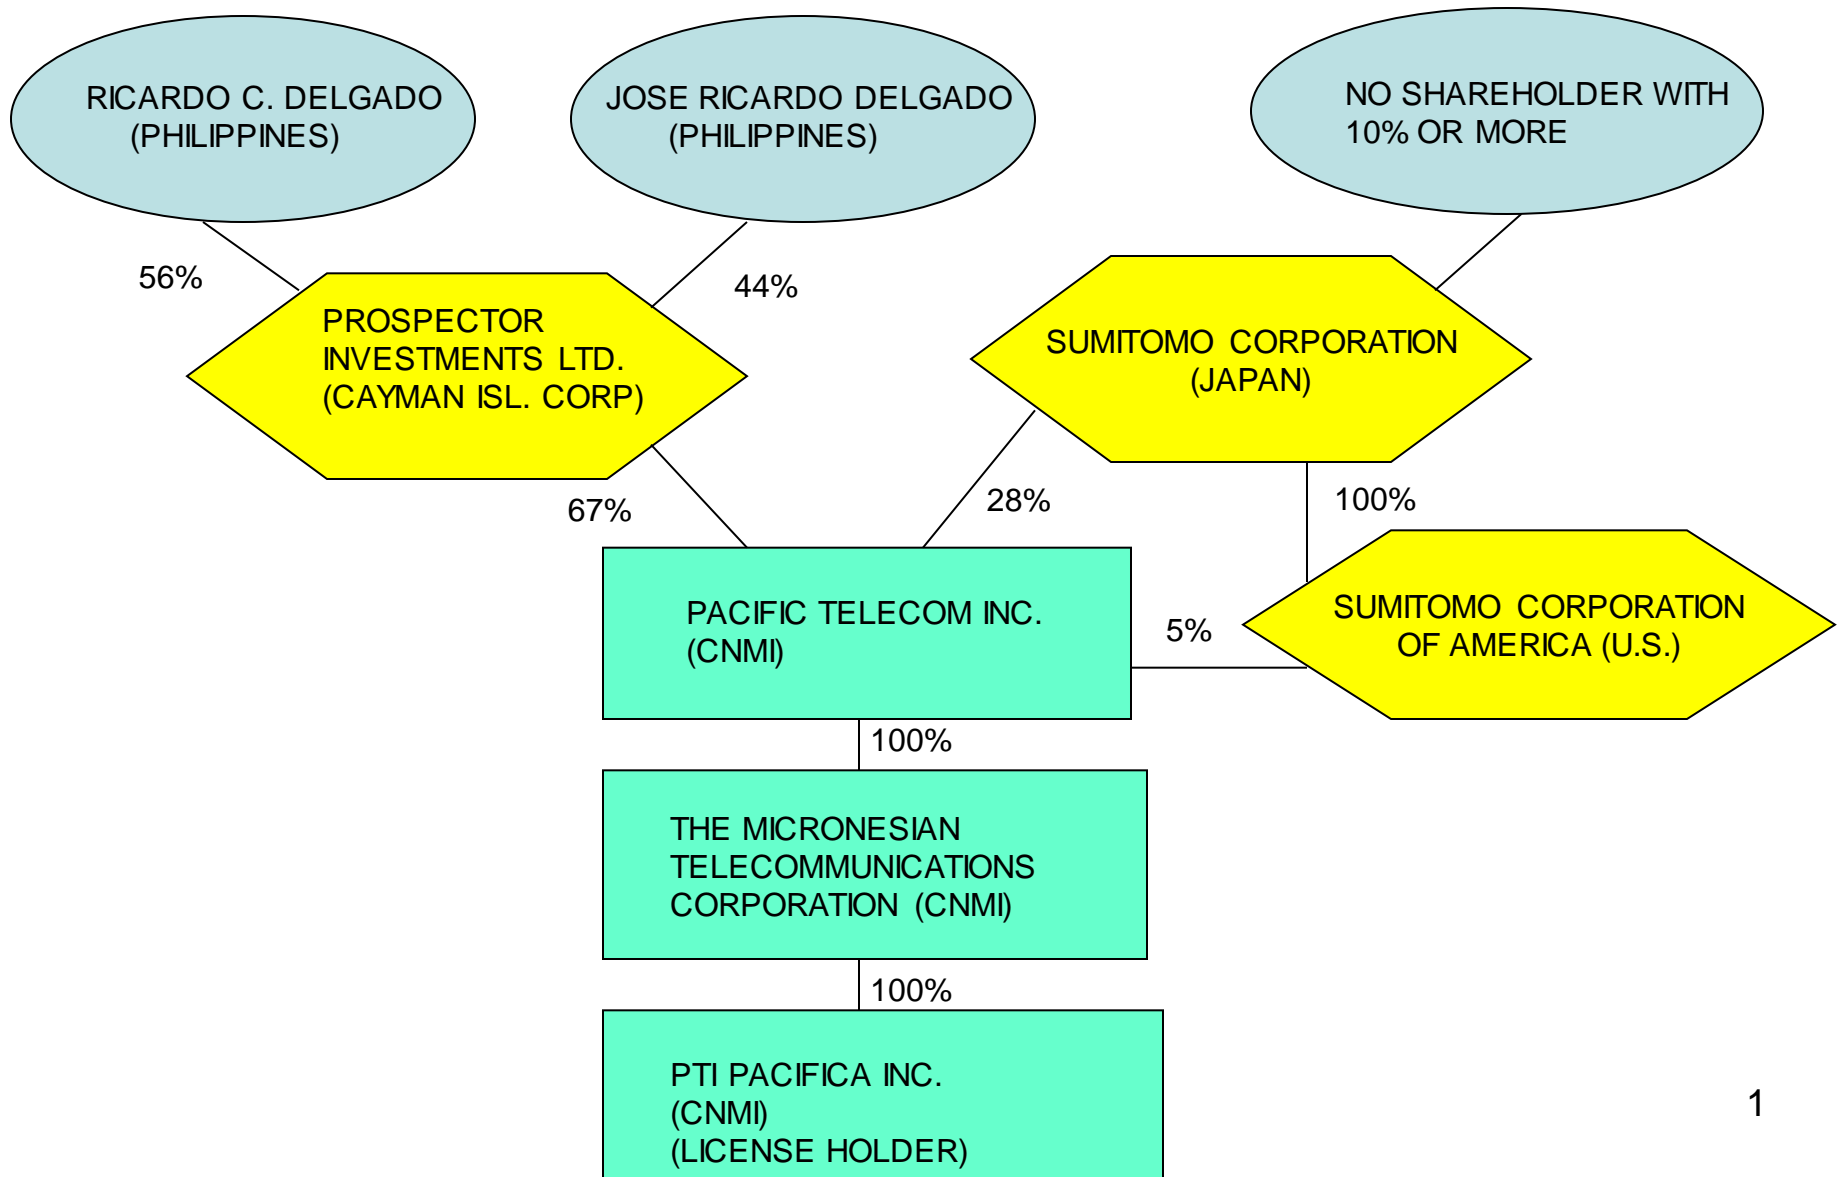 RICARDO C. DELGADO
(PHILIPPINES)
JOSE RICARDO DELGADO
(PHILIPPINES)
NO SHAREHOLDER WITH
10% OR MORE
56%
44%
PROSPECTOR
INVESTMENTS LTD.
(CAYMAN ISL. CORP)
SUMITOMO CORPORATION
(JAPAN)
67%
28%
100%
PACIFIC TELECOM INC.
(CNMI)
5%
SUMITOMO CORPORATION
OF AMERICA (U.S.)
100%
THE MICRONESIAN
TELECOMMUNICATIONS
CORPORATION (CNMI)
100%
PTI PACIFICA INC.
(CNMI)
(LICENSE HOLDER)
1